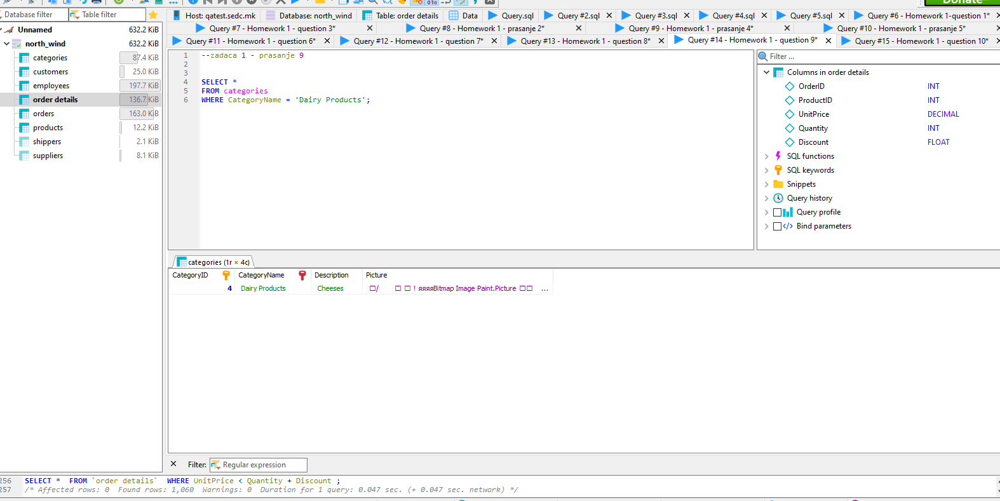 Donate
Database filter Table filter Host: qatest.sedc.mk Database: north_wind Table: order details Data Query.sql Query #2.sql Query #3.sql Query #4.sql Query #5.sql Query #6 - Homework 1-question 1*
Query #7 - Homework 1 - question 3* Query #8 - Homework 1 - prasanje 2* Query #9 - Homework 1 - prasanje 4* Query #10 - Homework 1 - prasanje 5*
Query #11 - Homework 1 - question 6* Query #12 - Homework 1 - question 7* Query #13 - Homework 1 - question 8* Query #14 - Homework 1 - question 9* Query #15 - Homework 1 - question 10*
Unnamed 632.2 KiB
north_wind 632.2 KiB
categories 87.4 KiB
customers 25.0 KiB
employees 197.7 KiB
order details 136.7 KiB
orders 163.0 KiB
products 12.2 KiB
shippers 2.1 KiB
suppliers 8.1 KiB
1 --zadaca 1 - prasanje 9
2
3
4 SELECT *
5 FROM categories
6 WHERE CategoryName = 'Dairy Products';
Filter ...
Columns in order details
OrderID INT
ProductID INT
UnitPrice DECIMAL
Quantity INT
Discount FLOAT
SQL functions
SQL keywords
Snippets
Query history
Query profile
Bind parameters
categories (1r × 4c)
CategoryID CategoryName Description Picture
4 Dairy Products Cheeses □/ □ □ ! яяяяBitmap Image Paint.Picture □□ ...
Filter: Regular expression
256 SELECT * FROM `order details` WHERE UnitPrice < Quantity + Discount ;
257 /* Affected rows: 0 Found rows: 1,060 Warnings: 0 Duration for 1 query: 0.047 sec. (+ 0.047 sec. network) */